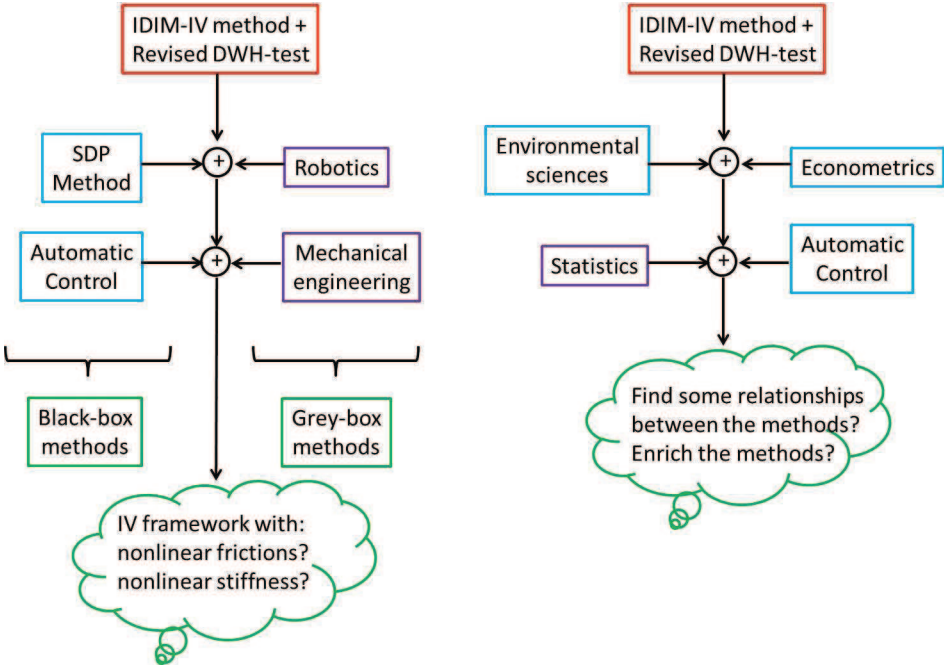 IDIM-IV method +
Revised DWH-test
SDP
Method
+
Robotics
Automatic
Control
+
Mechanical
engineering
Black-box
methods
Grey-box
methods
IV framework with:
nonlinear frictions?
nonlinear stiffness?
IDIM-IV method +
Revised DWH-test
Environmental
sciences
+
Econometrics
Statistics
+
Automatic
Control
Find some relationships
between the methods?
Enrich the methods?